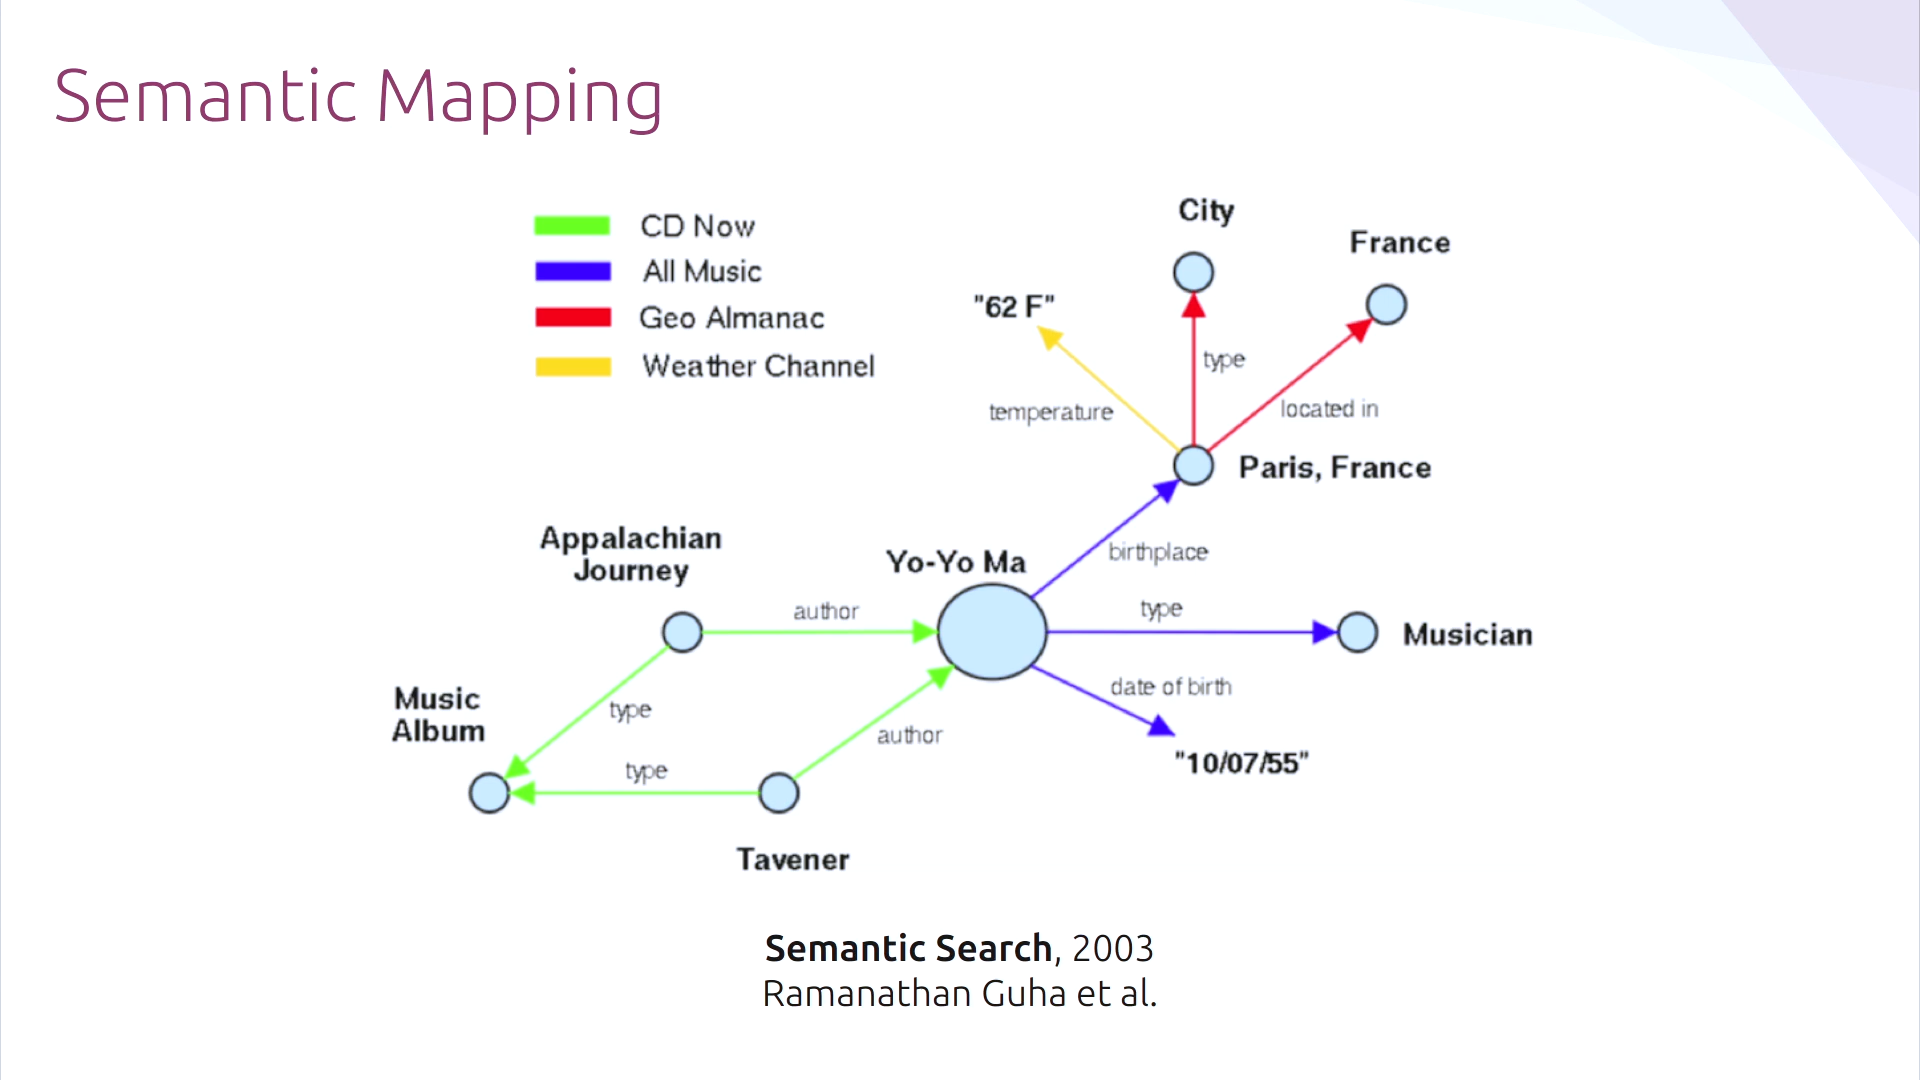 Semantic Mapping
CD Now
All Music
Geo Almanac
Weather Channel
City
France
"62 F"
type
temperature
located in
Paris, France
Appalachian
Journey
Yo-Yo Ma
birthplace
author
type
Musician
Music
Album
type
date of birth
author
type
"10/07/55"
Tavener
Semantic Search, 2003
Ramanathan Guha et al.